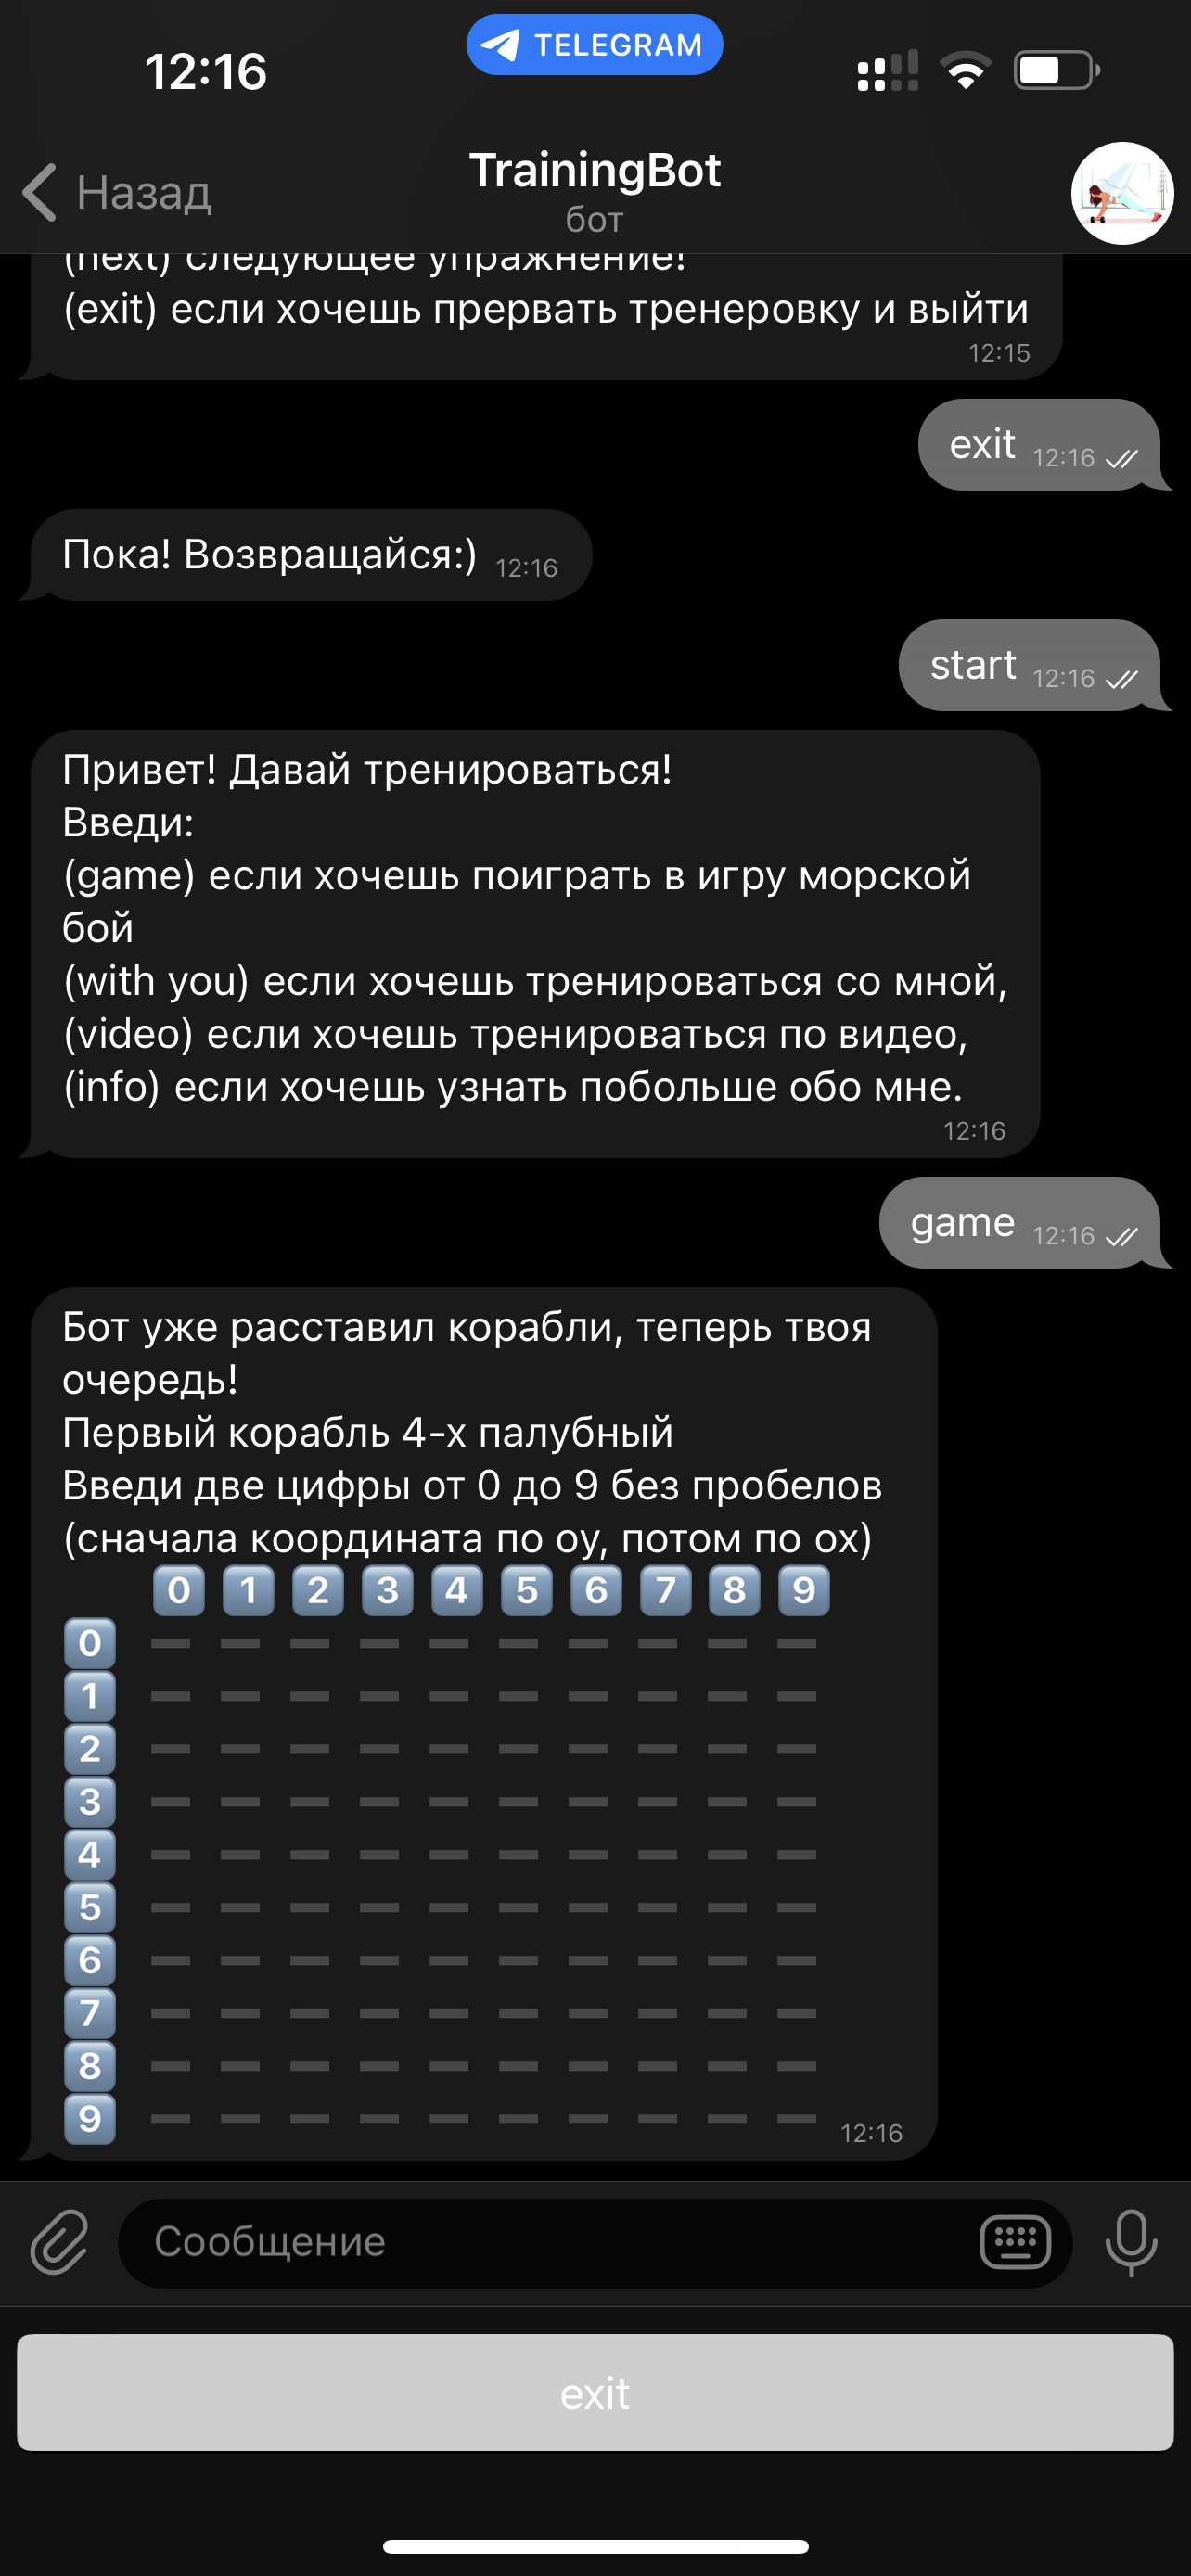 12:16
TELEGRAM
Назад
TrainingBot
бот
(next) следующее упражнение!
(exit) если хочешь прервать тренеровку и выйти
12:15
exit 12:16
Пока! Возвращайся:) 12:16
start 12:16
Привет! Давай тренироваться!
Введи:
(game) если хочешь поиграть в игру морской
бой
(with you) если хочешь тренироваться со мной,
(video) если хочешь тренироваться по видео,
(info) если хочешь узнать побольше обо мне.
12:16
game 12:16
Бот уже расставил корабли, теперь твоя
очередь!
Первый корабль 4-х палубный
Введи две цифры от 0 до 9 без пробелов
(сначала координата по оу, потом по ох)
0 1 2 3 4 5 6 7 8 9
0 — — — — — — — — — —
1 — — — — — — — — — —
2 — — — — — — — — — —
3 — — — — — — — — — —
4 — — — — — — — — — —
5 — — — — — — — — — —
6 — — — — — — — — — —
7 — — — — — — — — — —
8 — — — — — — — — — —
9 — — — — — — — — — —
12:16
Сообщение
exit